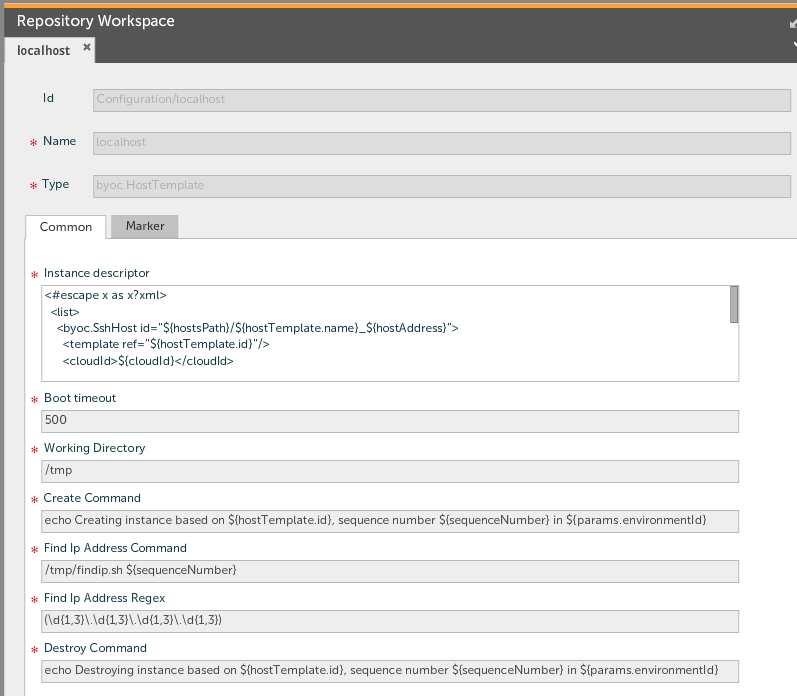 Repository Workspace
localhost
Id
Configuration/localhost
* Name
localhost
* Type
byoc.HostTemplate
Common
Marker
* Instance descriptor
<#escape x as x?xml>
<list>
<byoc.SshHost id="${hostsPath}/${hostTemplate.name}_${hostAddress}">
<template ref="${hostTemplate.id}"/>
<cloudId>${cloudId}</cloudId>
* Boot timeout
500
* Working Directory
/tmp
* Create Command
echo Creating instance based on ${hostTemplate.id}, sequence number ${sequenceNumber} in ${params.environmentId}
* Find Ip Address Command
/tmp/findip.sh ${sequenceNumber}
* Find Ip Address Regex
(\d{1,3}\.\d{1,3}\.\d{1,3}\.\d{1,3})
* Destroy Command
echo Destroying instance based on ${hostTemplate.id}, sequence number ${sequenceNumber} in ${params.environmentId}